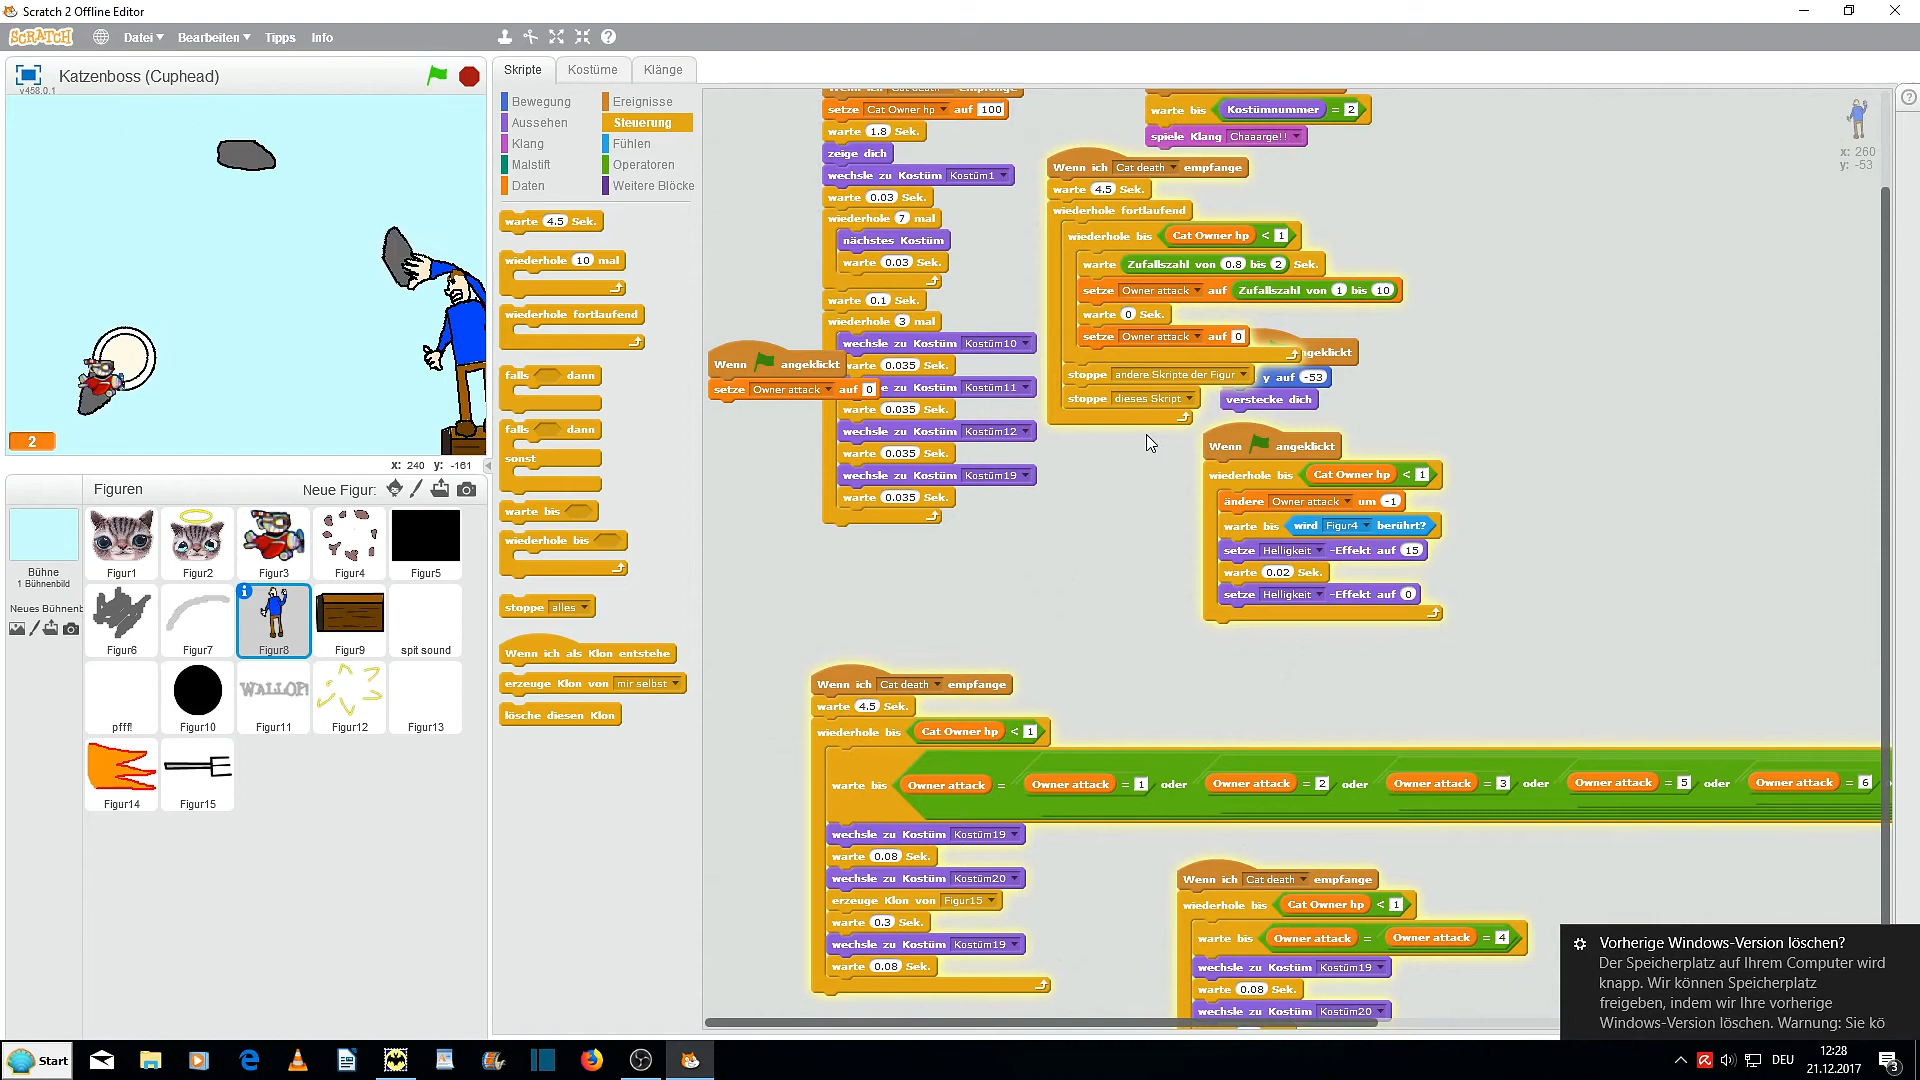 Scratch 2 Offline Editor
SCRATCH Datei Bearbeiten Tipps Info
Katzenboss (Cuphead)
v458.0.1
2
x: 240 y: -161
Figuren Neue Figur:
Bühne
1 Bühnenbild
Neues Bühnenb
Figur1 Figur2 Figur3 Figur4 Figur5
Figur6 Figur7 Figur8 Figur9 spit sound
WALLOP!
pfff! Figur10 Figur11 Figur12 Figur13
Figur14 Figur15
Skripte Kostüme Klänge
Bewegung Ereignisse
Aussehen Steuerung
Klang Fühlen
Malstift Operatoren
Daten Weitere Blöcke
warte 4.5 Sek.
wiederhole 10 mal
wiederhole fortlaufend
falls dann
falls dann
sonst
warte bis
wiederhole bis
stoppe alles
Wenn ich als Klon entstehe
erzeuge Klon von mir selbst
lösche diesen Klon
setze Cat Owner hp auf 100
warte 1.8 Sek.
zeige dich
wechsle zu Kostüm Kostüm1
warte 0.03 Sek.
wiederhole 7 mal
nächstes Kostüm
warte 0.03 Sek.
warte 0.1 Sek.
wiederhole 3 mal
wechsle zu Kostüm Kostüm10
warte 0.035 Sek.
e zu Kostüm Kostüm11
warte 0.035 Sek.
wechsle zu Kostüm Kostüm12
warte 0.035 Sek.
wechsle zu Kostüm Kostüm19
warte 0.035 Sek.
Wenn angeklickt
setze Owner attack auf 0
warte bis Kostümnummer = 2
spiele Klang Chaaarge!!
Wenn ich Cat death empfange
warte 4.5 Sek.
wiederhole fortlaufend
wiederhole bis Cat Owner hp < 1
warte Zufallszahl von 0.8 bis 2 Sek.
setze Owner attack auf Zufallszahl von 1 bis 10
warte 0 Sek.
setze Owner attack auf 0
stoppe andere Skripte der Figur
stoppe dieses Skript
ngeklickt
y auf -53
verstecke dich
Wenn angeklickt
wiederhole bis Cat Owner hp < 1
ändere Owner attack um -1
warte bis wird Figur4 berührt?
setze Helligkeit -Effekt auf 15
warte 0.02 Sek.
setze Helligkeit -Effekt auf 0
x: 260
y: -53
Wenn ich Cat death empfange
warte 4.5 Sek.
wiederhole bis Cat Owner hp < 1
warte bis Owner attack = Owner attack = 1 oder Owner attack = 2 oder Owner attack = 3 oder Owner attack = 5 oder Owner attack = 6
wechsle zu Kostüm Kostüm19
warte 0.08 Sek.
wechsle zu Kostüm Kostüm20
erzeuge Klon von Figur15
warte 0.3 Sek.
wechsle zu Kostüm Kostüm19
warte 0.08 Sek.
Wenn ich Cat death empfange
wiederhole bis Cat Owner hp < 1
warte bis Owner attack = Owner attack = 4
wechsle zu Kostüm Kostüm19
warte 0.08 Sek.
wechsle zu Kostüm Kostüm20
Vorherige Windows-Version löschen?
Der Speicherplatz auf Ihrem Computer wird
knapp. Wir können Speicherplatz
freigeben, indem wir Ihre vorherige
Windows-Version löschen. Warnung: Sie kö
Start
DEU
12:28
21.12.2017
3